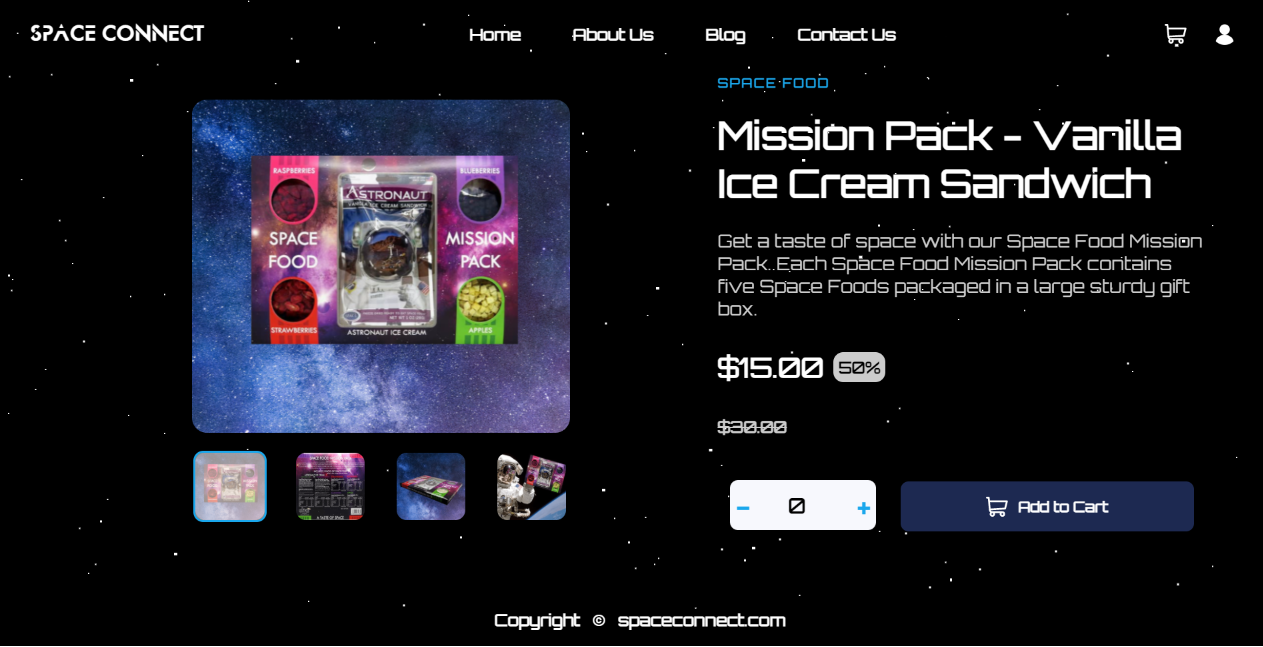 SPACE CONNECT
Home
About Us
Blog
Contact Us
SPACE FOOD
Mission Pack - Vanilla
Ice Cream Sandwich
Get a taste of space with our Space Food Mission
Pack..Each Space Food Mission Pack contains
five Space Foods packaged in a large sturdy gift
box.
$15.00 50%
$30.00
- 0 +
Add to Cart
RASPBERRIES
BLUEBERRIES
ASTRONAUT
VANILLA ICE CREAM SANDWICH
SPACE
FOOD
MISSION
PACK
STRAWBERRIES
ASTRONAUT ICE CREAM
APPLES
Copyright © spaceconnect.com